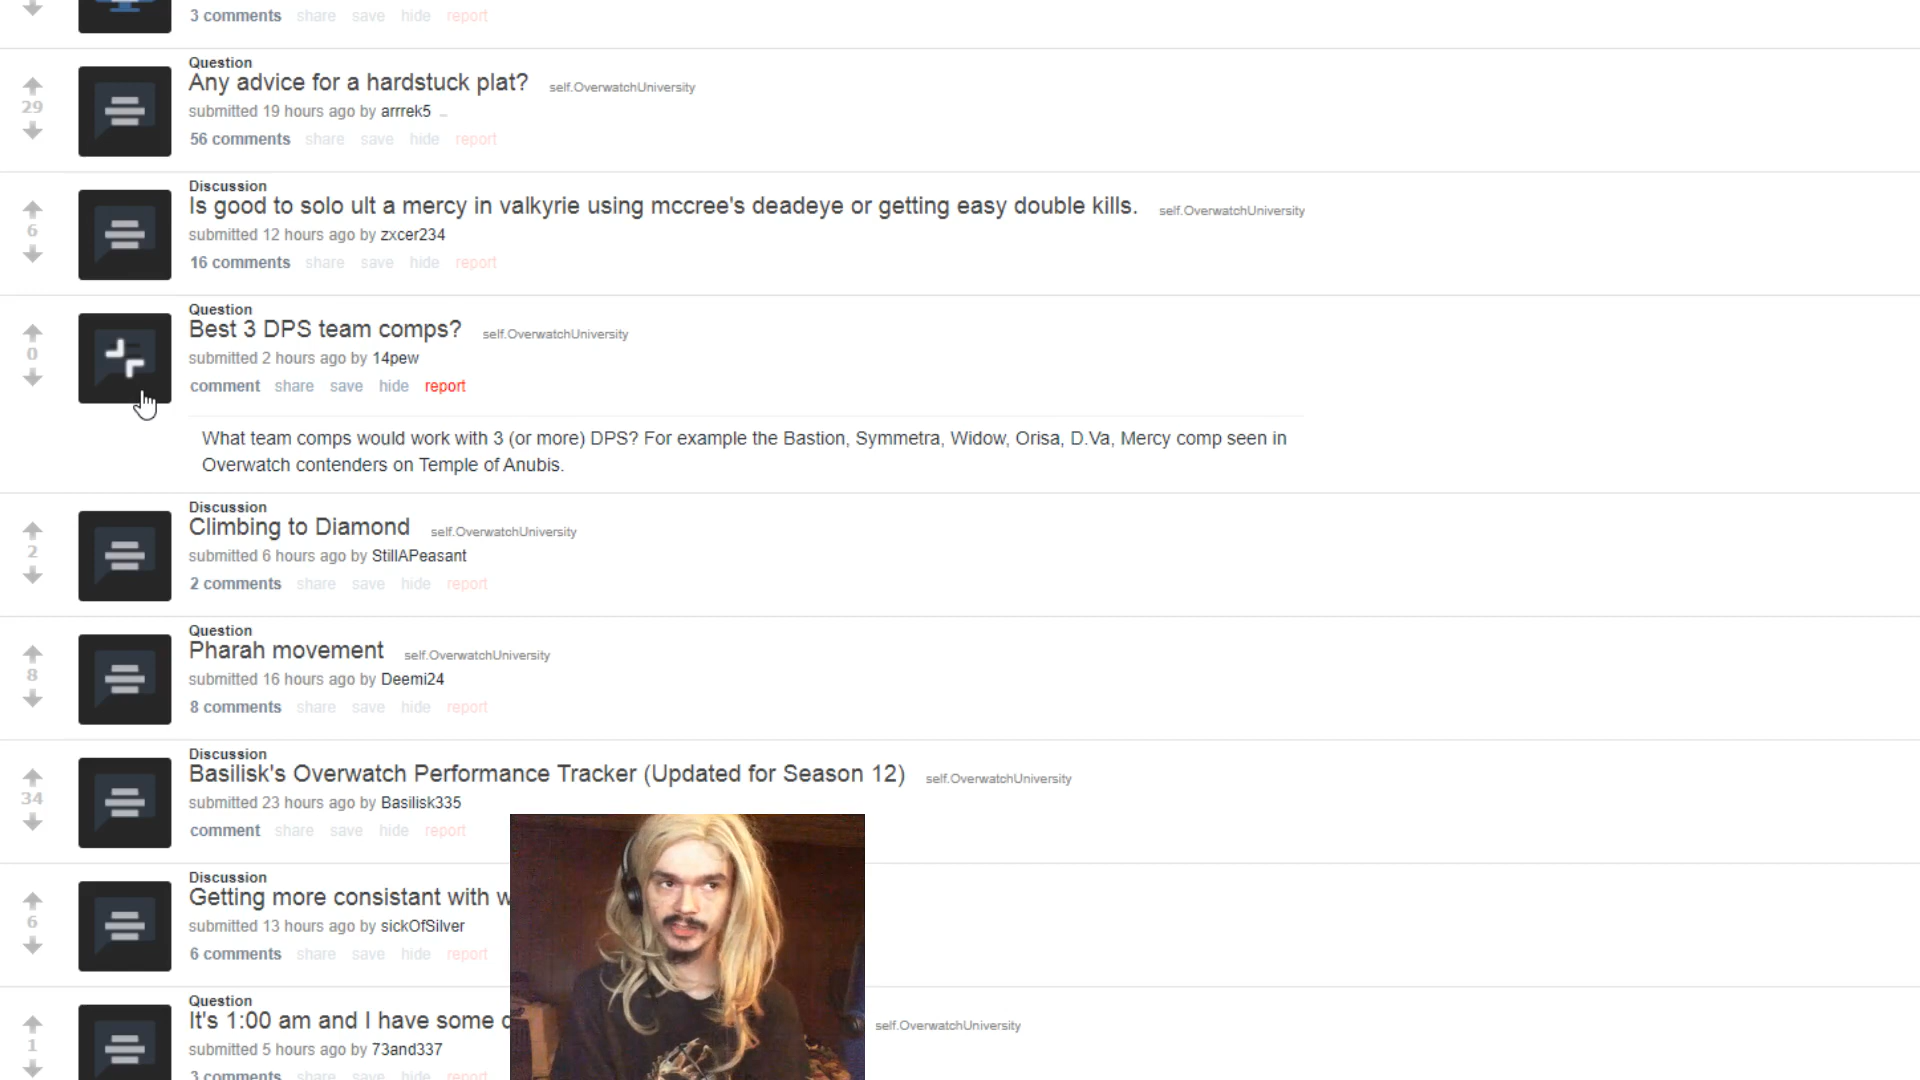 3 comments share save hide report
Question
Any advice for a hardstuck plat? self.OverwatchUniversity
29
submitted 19 hours ago by arrrek5
56 comments share save hide report
Discussion
Is good to solo ult a mercy in valkyrie using mccree's deadeye or getting easy double kills. self.OverwatchUniversity
6
submitted 12 hours ago by zxcer234
16 comments share save hide report
Question
Best 3 DPS team comps? self.OverwatchUniversity
0
submitted 2 hours ago by 14pew
comment share save hide report
What team comps would work with 3 (or more) DPS? For example the Bastion, Symmetra, Widow, Orisa, D.Va, Mercy comp seen in
Overwatch contenders on Temple of Anubis.
Discussion
Climbing to Diamond self.OverwatchUniversity
2
submitted 6 hours ago by StillAPeasant
2 comments share save hide report
Question
Pharah movement self.OverwatchUniversity
8
submitted 16 hours ago by Deemi24
8 comments share save hide report
Discussion
Basilisk's Overwatch Performance Tracker (Updated for Season 12) self.OverwatchUniversity
34
submitted 23 hours ago by Basilisk335
comment share save hide report
Discussion
Getting more consistant with
6
submitted 13 hours ago by sickOfSilver
6 comments share save hide report
Question
It's 1:00 am and I have some self.OverwatchUniversity
1
submitted 5 hours ago by 73and337
3 comments share save hide report